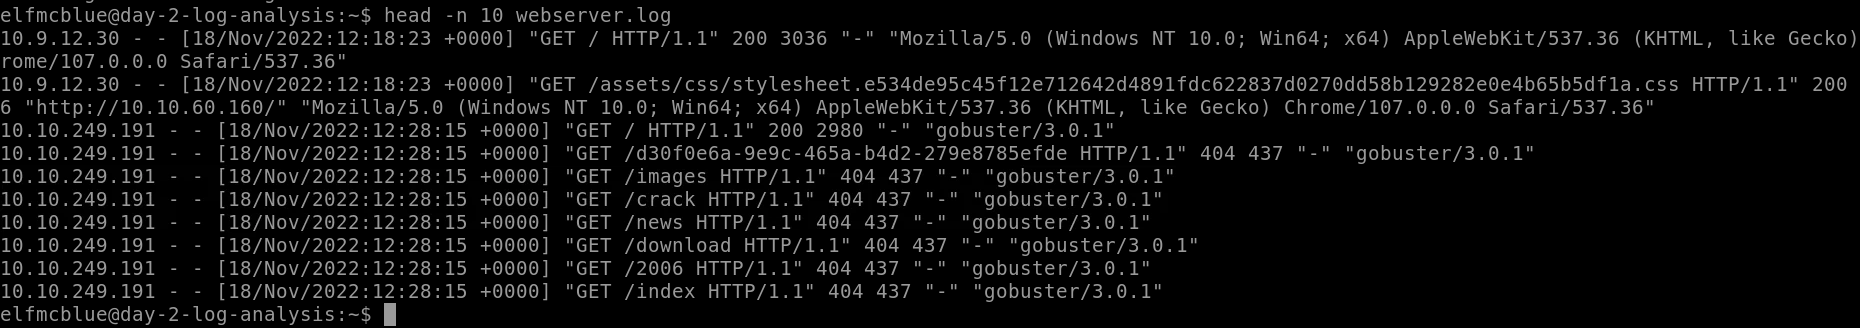 elfmcblue@day-2-log-analysis:~$ head -n 10 webserver.log
10.9.12.30 - - [18/Nov/2022:12:18:23 +0000] "GET / HTTP/1.1" 200 3036 "-" "Mozilla/5.0 (Windows NT 10.0; Win64; x64) AppleWebKit/537.36 (KHTML, like Gecko)
rome/107.0.0.0 Safari/537.36"
10.9.12.30 - - [18/Nov/2022:12:18:23 +0000] "GET /assets/css/stylesheet.e534de95c45f12e712642d4891fdc622837d0270dd58b129282e0e4b65b5df1a.css HTTP/1.1" 200
6 "http://10.10.60.160/" "Mozilla/5.0 (Windows NT 10.0; Win64; x64) AppleWebKit/537.36 (KHTML, like Gecko) Chrome/107.0.0.0 Safari/537.36"
10.10.249.191 - - [18/Nov/2022:12:28:15 +0000] "GET / HTTP/1.1" 200 2980 "-" "gobuster/3.0.1"
10.10.249.191 - - [18/Nov/2022:12:28:15 +0000] "GET /d30f0e6a-9e9c-465a-b4d2-279e8785efde HTTP/1.1" 404 437 "-" "gobuster/3.0.1"
10.10.249.191 - - [18/Nov/2022:12:28:15 +0000] "GET /images HTTP/1.1" 404 437 "-" "gobuster/3.0.1"
10.10.249.191 - - [18/Nov/2022:12:28:15 +0000] "GET /crack HTTP/1.1" 404 437 "-" "gobuster/3.0.1"
10.10.249.191 - - [18/Nov/2022:12:28:15 +0000] "GET /news HTTP/1.1" 404 437 "-" "gobuster/3.0.1"
10.10.249.191 - - [18/Nov/2022:12:28:15 +0000] "GET /download HTTP/1.1" 404 437 "-" "gobuster/3.0.1"
10.10.249.191 - - [18/Nov/2022:12:28:15 +0000] "GET /2006 HTTP/1.1" 404 437 "-" "gobuster/3.0.1"
10.10.249.191 - - [18/Nov/2022:12:28:15 +0000] "GET /index HTTP/1.1" 404 437 "-" "gobuster/3.0.1"
elfmcblue@day-2-log-analysis:~$